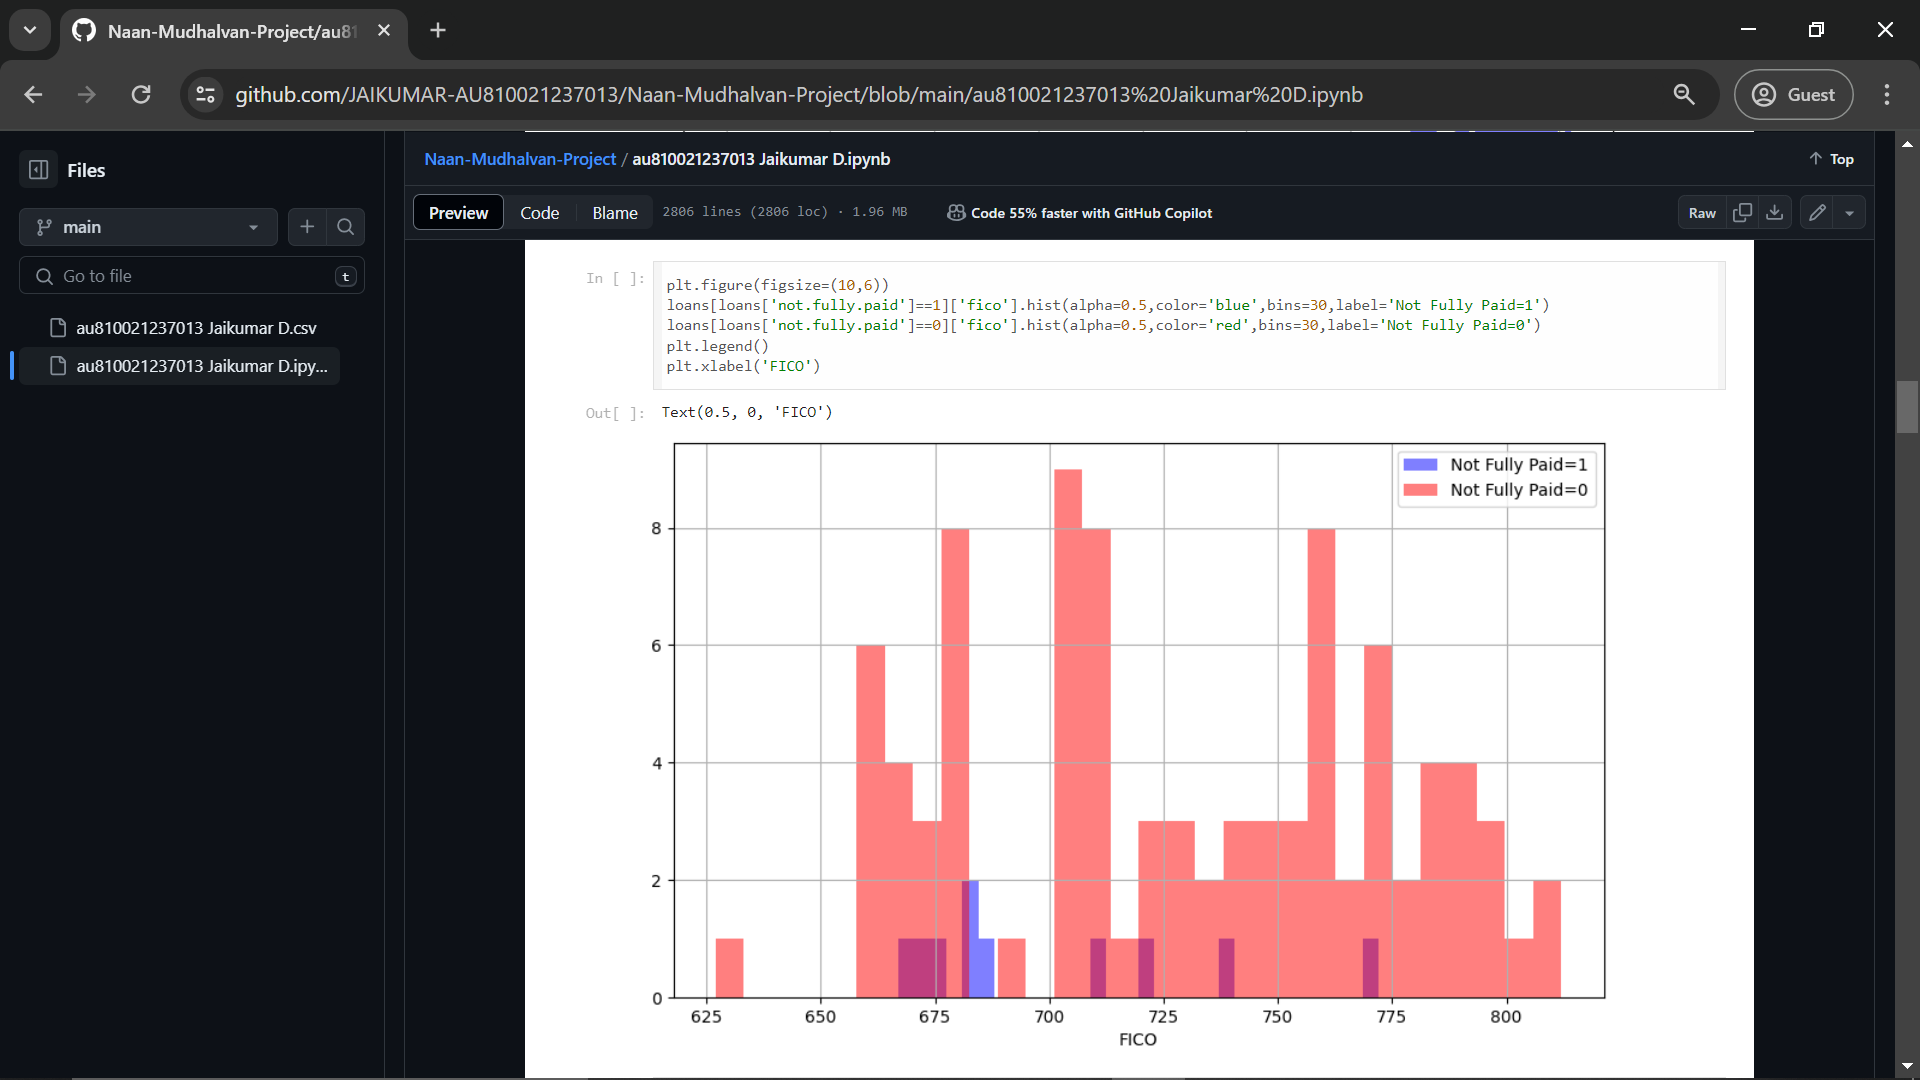 Naan-Mudhalvan-Project/au81
github.com/JAIKUMAR-AU810021237013/Naan-Mudhalvan-Project/blob/main/au810021237013%20Jaikumar%20D.ipynb
Guest
Files
main
Go to file
t
au810021237013 Jaikumar D.csv
au810021237013 Jaikumar D.ipy...
Naan-Mudhalvan-Project / au810021237013 Jaikumar D.ipynb
Top
Preview
Code
Blame
2806 lines (2806 loc) · 1.96 MB
Code 55% faster with GitHub Copilot
Raw
In [ ]:
plt.figure(figsize=(10,6))
loans[loans['not.fully.paid']==1]['fico'].hist(alpha=0.5,color='blue',bins=30,label='Not Fully Paid=1')
loans[loans['not.fully.paid']==0]['fico'].hist(alpha=0.5,color='red',bins=30,label='Not Fully Paid=0')
plt.legend()
plt.xlabel('FICO')
Out[ ]:
Text(0.5, 0, 'FICO')
Not Fully Paid=1
Not Fully Paid=0
8
6
4
2
0
625 650 675 700 725 750 775 800
FICO